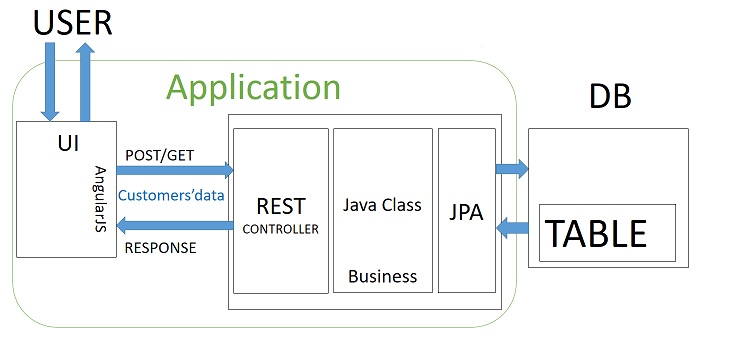 USER
Application
DB
UI
AngularJS
POST/GET
Customers'data
RESPONSE
REST
CONTROLLER
Java Class
Business
JPA
TABLE